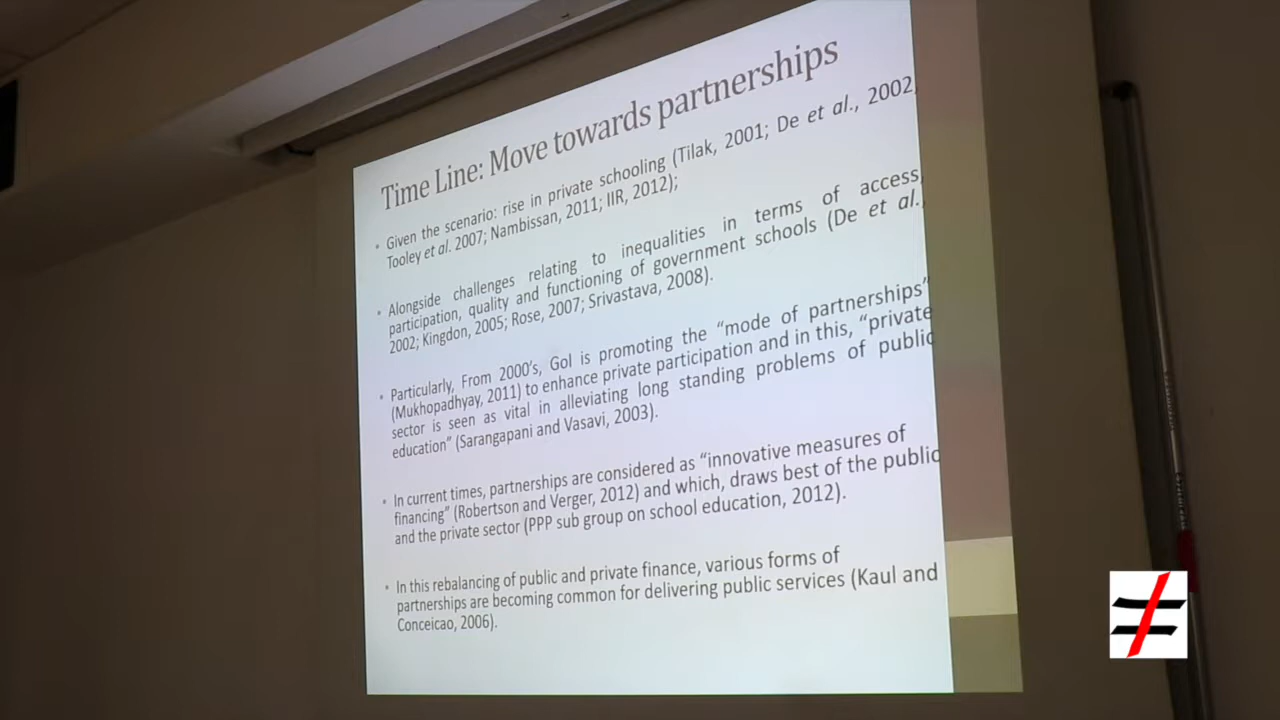 Time Line: Move towards partnerships
• Given the scenario: rise in private schooling (Tilak, 2001; De et al., 2002,
Tooley et al. 2007; Nambissan, 2011; IIR, 2012);
• Alongside challenges relating to inequalities in terms of access,
participation, quality and functioning of government schools (De et al.,
2002; Kingdon, 2005; Rose, 2007; Srivastava, 2008).
• Particularly, From 2000's, GoI is promoting the “mode of partnerships”
(Mukhopadhyay, 2011) to enhance private participation and in this, “private
sector is seen as vital in alleviating long standing problems of public
education” (Sarangapani and Vasavi, 2003).
• In current times, partnerships are considered as “innovative measures of
financing” (Robertson and Verger, 2012) and which, draws best of the public
and the private sector (PPP sub group on school education, 2012).
• In this rebalancing of public and private finance, various forms of
partnerships are becoming common for delivering public services (Kaul and
Conceicao, 2006).